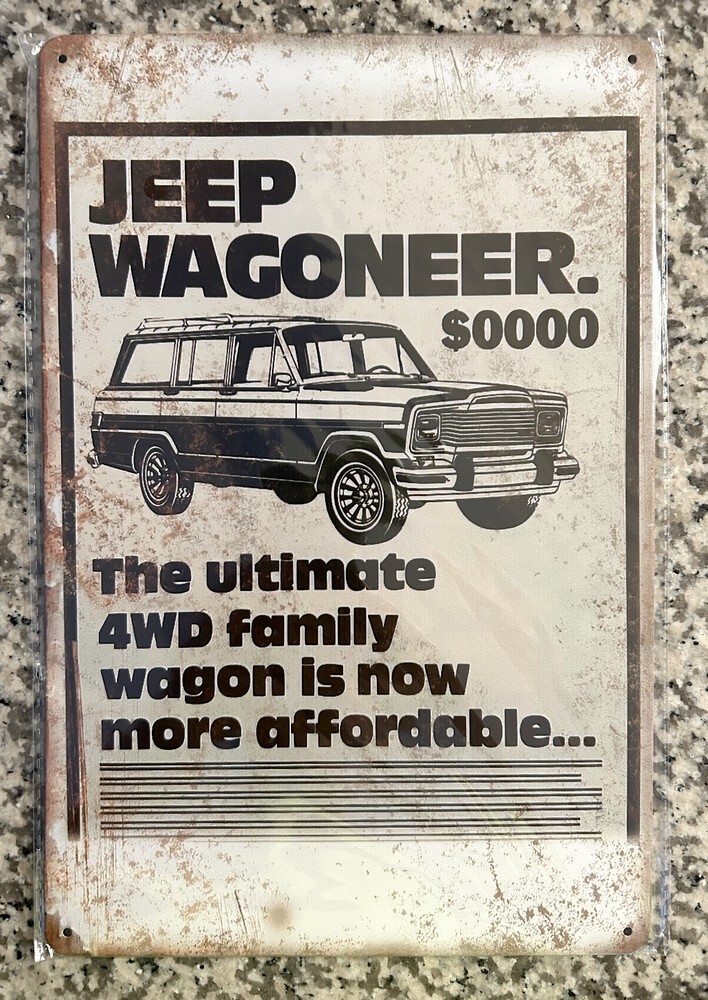 JEEP
WAGONEER.
$0000
The ultimate
4WD family
wagon is now
more affordable...